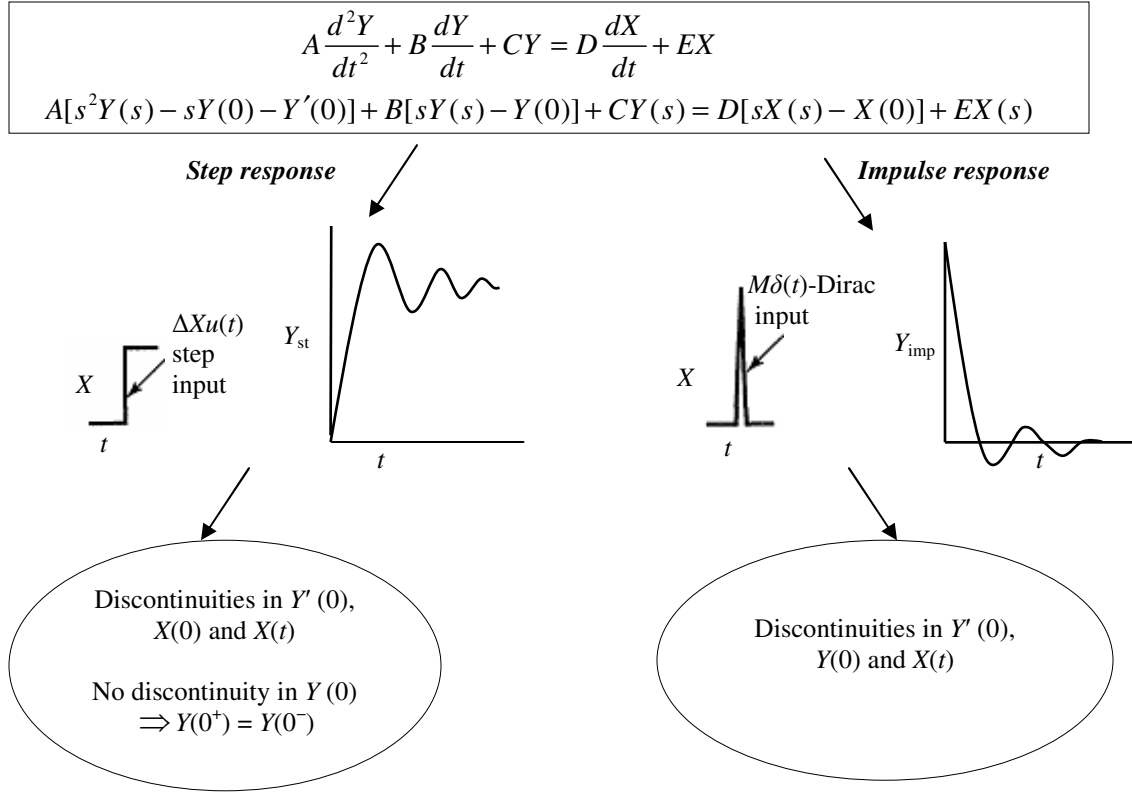 A d²Y/dt² + B dY/dt + CY = D dX/dt + EX
A[s²Y(s) − sY(0) − Y′(0)] + B[sY(s) − Y(0)] + CY(s) = D[sX(s) − X(0)] + EX(s)
Step response
Impulse response
ΔXu(t)
step
input
X
t
Y_st
t
Mδ(t)-Dirac
input
X
t
Y_imp
t
Discontinuities in Y′ (0),
X(0) and X(t)
No discontinuity in Y (0)
⇒ Y(0⁺) = Y(0⁻)
Discontinuities in Y′ (0),
Y(0) and X(t)